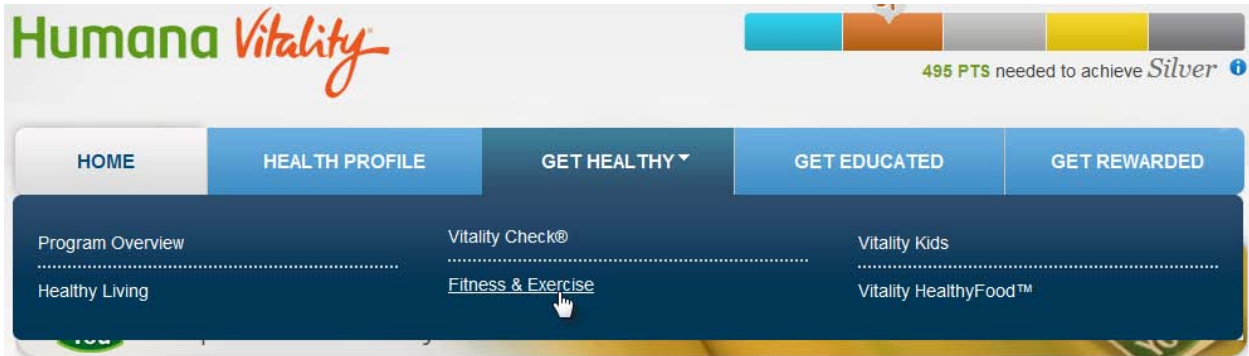 Humana Vitality
495 PTS needed to achieve Silver
HOME
HEALTH PROFILE
GET HEALTHY
GET EDUCATED
GET REWARDED
Program Overview
Healthy Living
Vitality Check®
Fitness & Exercise
Vitality Kids
Vitality HealthyFood™